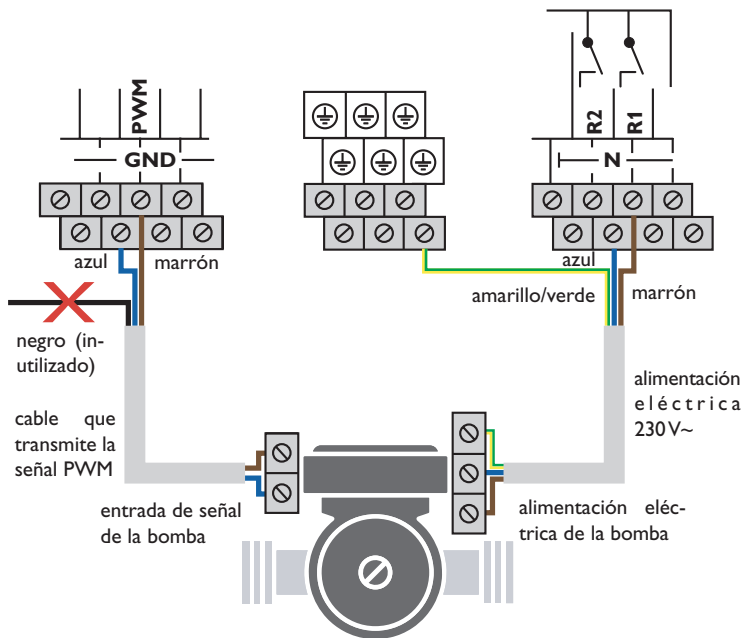 PWM
GND
R2
R1
N
azul
marrón
azul
amarillo/verde
marrón
negro (in-
utilizado)
cable que
transmite la
señal PWM
alimentación
eléctrica
230 V~
entrada de señal
de la bomba
alimentación eléc-
trica de la bomba